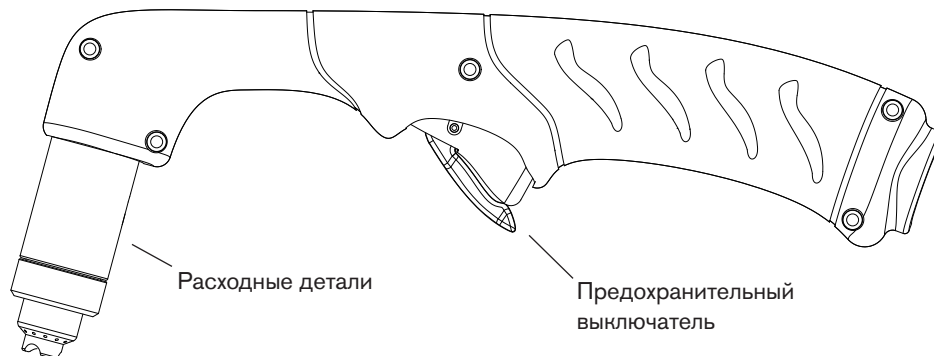 Расходные детали
Предохранительный
выключатель